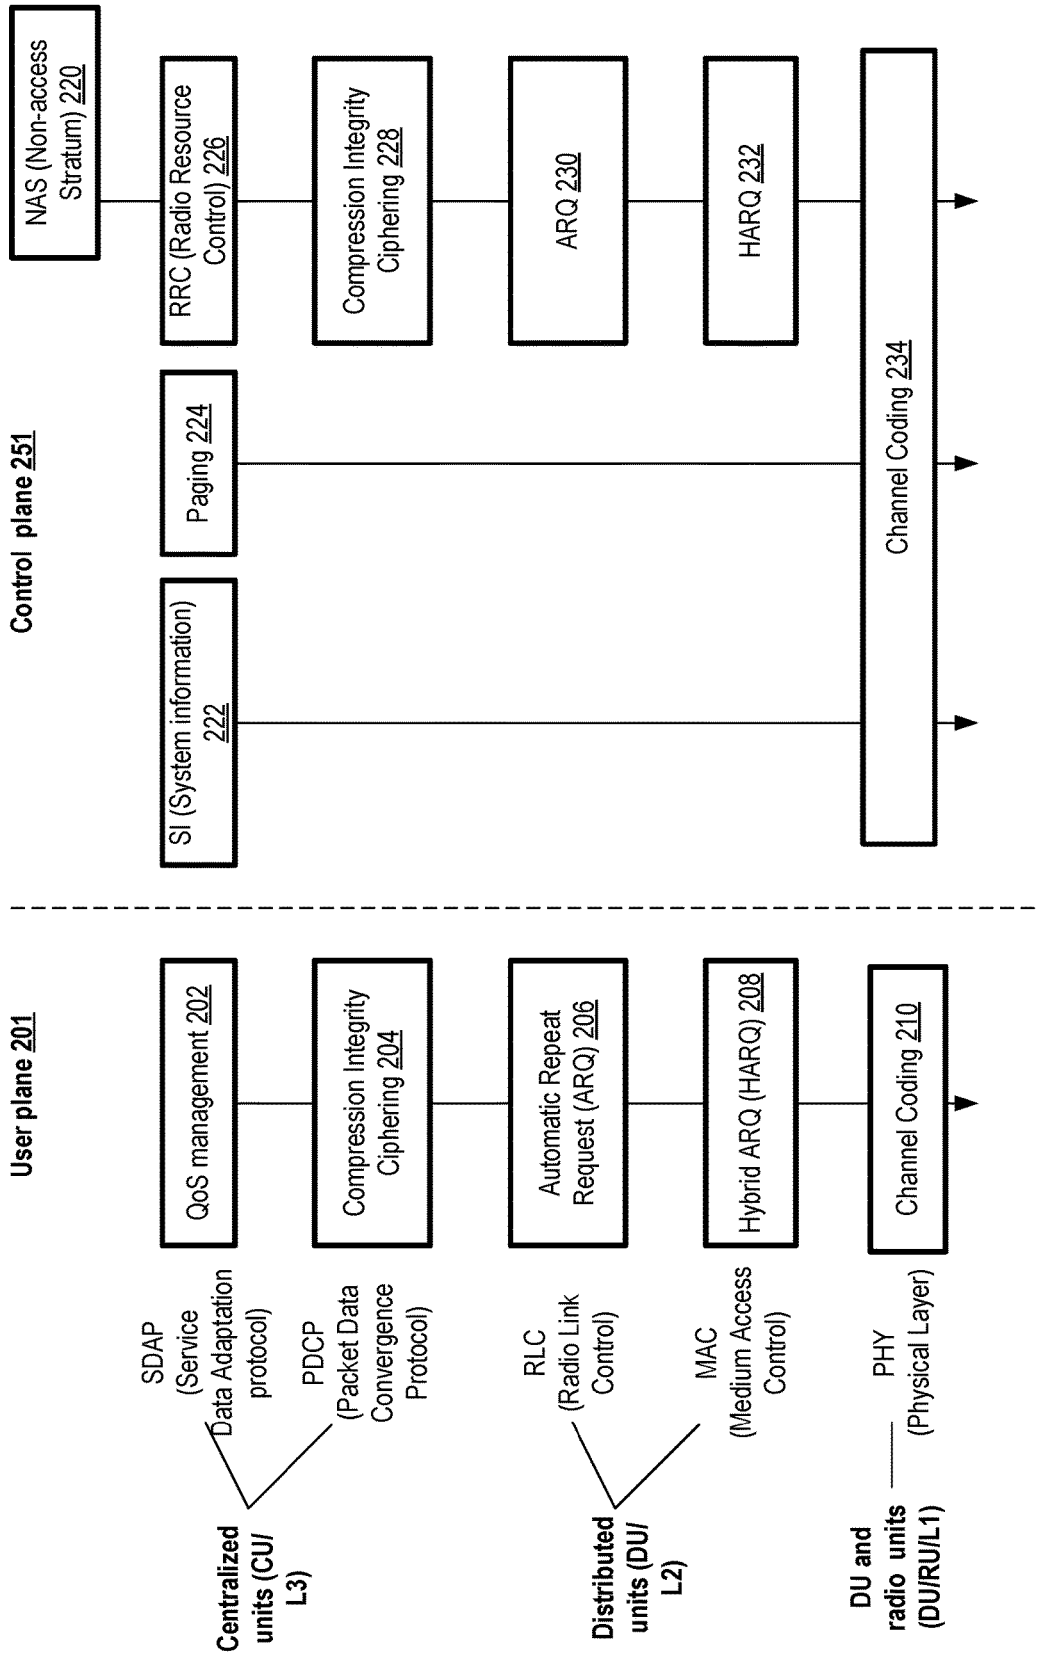 User plane 201
Control plane 251
Centralized
units (CU/
L3)
SDAP
(Service
Data Adaptation
protocol)
QoS management 202
PDCP
(Packet Data
Convergence
Protocol)
Compression Integrity
Ciphering 204
Distributed
units (DU/
L2)
RLC
(Radio Link
Control)
Automatic Repeat
Request (ARQ) 206
MAC
(Medium Access
Control)
Hybrid ARQ (HARQ) 208
DU and
radio units
(DU/RU/L1)
PHY
(Physical Layer)
Channel Coding 210
NAS (Non-access
Stratum) 220
SI (System information)
222
Paging 224
RRC (Radio Resource
Control) 226
Compression Integrity
Ciphering 228
ARQ 230
HARQ 232
Channel Coding 234